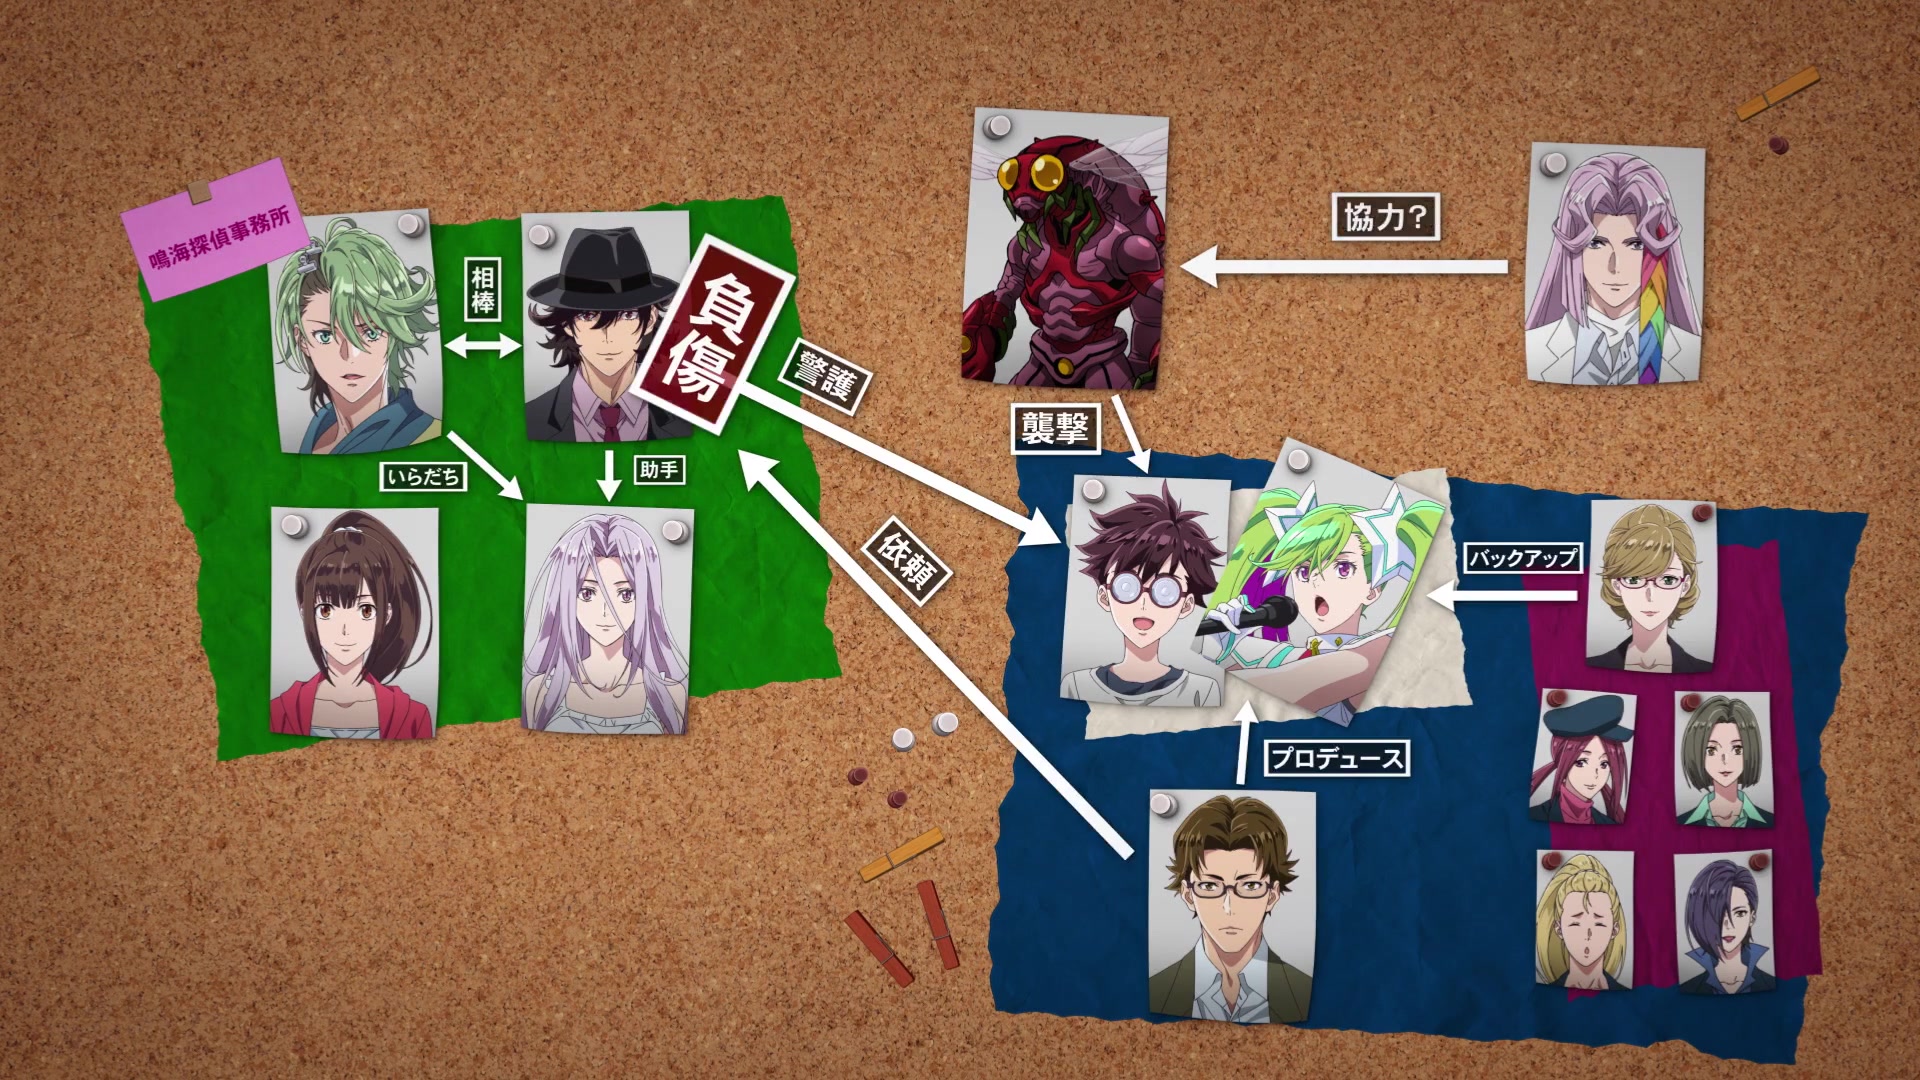 鳴海探偵事務所
相棒
負傷
警護
いらだち
助手
依頼
襲撃
協力？
バックアップ
プロデュース